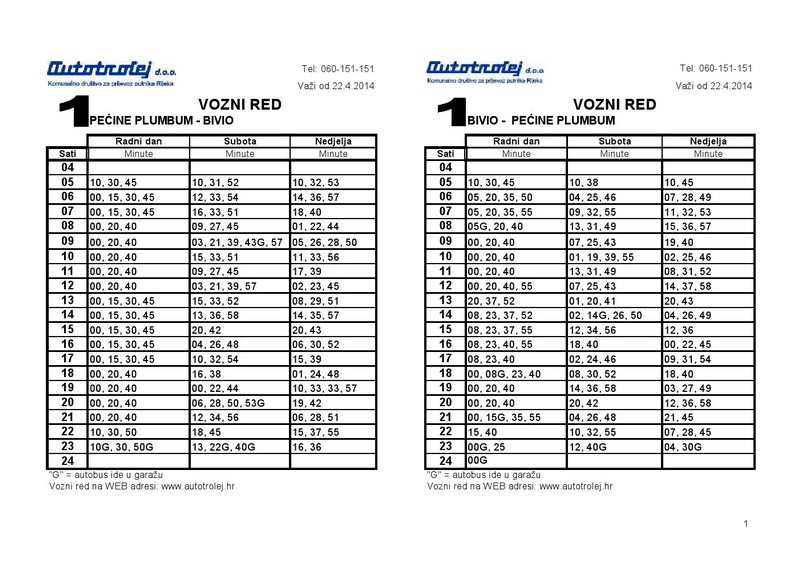 Autotrolej d.o.o.
Komunalno društvo za prijevoz putnika Rijeka
Tel: 060-151-151
Važi od 22.4.2014
1
VOZNI RED
PEĆINE PLUMBUM - BIVIO
Radni dan Subota Nedjelja
Sati Minute Minute Minute
04
05 10, 30, 45 10, 31, 52 10, 32, 53
06 00, 15, 30, 45 12, 33, 54 14, 36, 57
07 00, 15, 30, 45 16, 33, 51 18, 40
08 00, 20, 40 09, 27, 45 01, 22, 44
09 00, 20, 40 03, 21, 39, 43G, 57 05, 26, 28, 50
10 00, 20, 40 15, 33, 51 11, 33, 56
11 00, 20, 40 09, 27, 45 17, 39
12 00, 20, 40 03, 21, 39, 57 02, 23, 45
13 00, 15, 30, 45 15, 33, 52 08, 29, 51
14 00, 15, 30, 45 13, 36, 58 14, 35, 57
15 00, 15, 30, 45 20, 42 20, 43
16 00, 15, 30, 45 04, 26, 48 06, 30, 52
17 00, 15, 30, 45 10, 32, 54 15, 39
18 00, 20, 40 16, 38 01, 24, 48
19 00, 20, 40 00, 22, 44 10, 33, 33, 57
20 00, 20, 40 06, 28, 50, 53G 19, 42
21 00, 20, 40 12, 34, 56 06, 28, 51
22 10, 30, 50 18, 45 15, 37, 55
23 10G, 30, 50G 13, 22G, 40G 16, 36
24
"G" = autobus ide u garažu
Vozni red na WEB adresi: www.autotrolej.hr
Autotrolej d.o.o.
Komunalno društvo za prijevoz putnika Rijeka
Tel: 060-151-151
Važi od 22.4.2014
1
VOZNI RED
BIVIO - PEĆINE PLUMBUM
Radni dan Subota Nedjelja
Sati Minute Minute Minute
04
05 10, 30, 45 10, 38 10, 45
06 05, 20, 35, 50 04, 25, 46 07, 28, 49
07 05, 20, 35, 55 09, 32, 55 11, 32, 53
08 05G, 20, 40 13, 31, 49 15, 36, 57
09 00, 20, 40 07, 25, 43 19, 40
10 00, 20, 40 01, 19, 39, 55 02, 25, 46
11 00, 20, 40 13, 31, 49 08, 31, 52
12 00, 20, 40, 55 07, 25, 43 14, 37, 58
13 20, 37, 52 01, 20, 41 20, 43
14 08, 23, 37, 52 02, 14G, 26, 50 04, 26, 49
15 08, 23, 37, 55 12, 34, 56 12, 36
16 08, 23, 40, 55 18, 40 00, 22, 45
17 08, 23, 40 02, 24, 46 09, 31, 54
18 00, 08G, 23, 40 08, 30, 52 18, 40
19 00, 20, 40 14, 36, 58 03, 27, 49
20 00, 20, 40 20, 42 12, 36, 58
21 00, 15G, 35, 55 04, 26, 48 21, 45
22 15, 40 10, 32, 55 07, 28, 45
23 00G, 25 12, 40G 04, 30G
24 00G
"G" = autobus ide u garažu
Vozni red na WEB adresi: www.autotrolej.hr
1